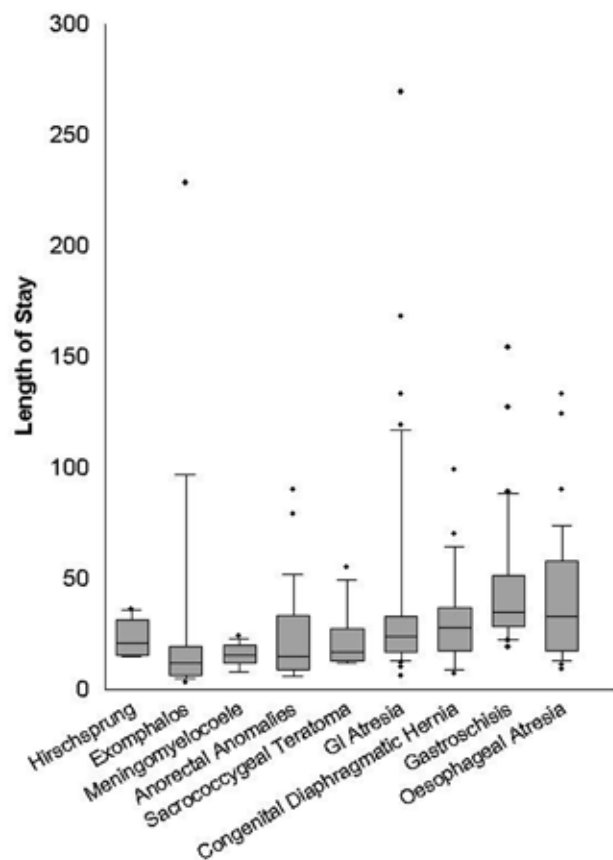 300
250
200
150
100
50
0
Length of Stay
Hirschsprung
Exomphalos
Meningomyelocoele
Anorectal Anomalies
Sacrococcygeal Teratoma
GI Atresia
Congenital Diaphragmatic Hernia
Gastroschisis
Oesophageal Atresia